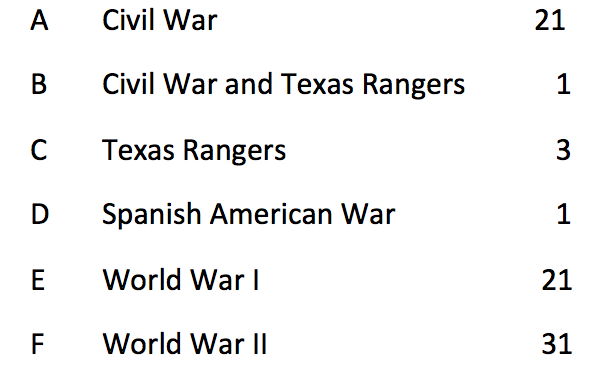 A Civil War 21
B Civil War and Texas Rangers 1
C Texas Rangers 3
D Spanish American War 1
E World War I 21
F World War II 31